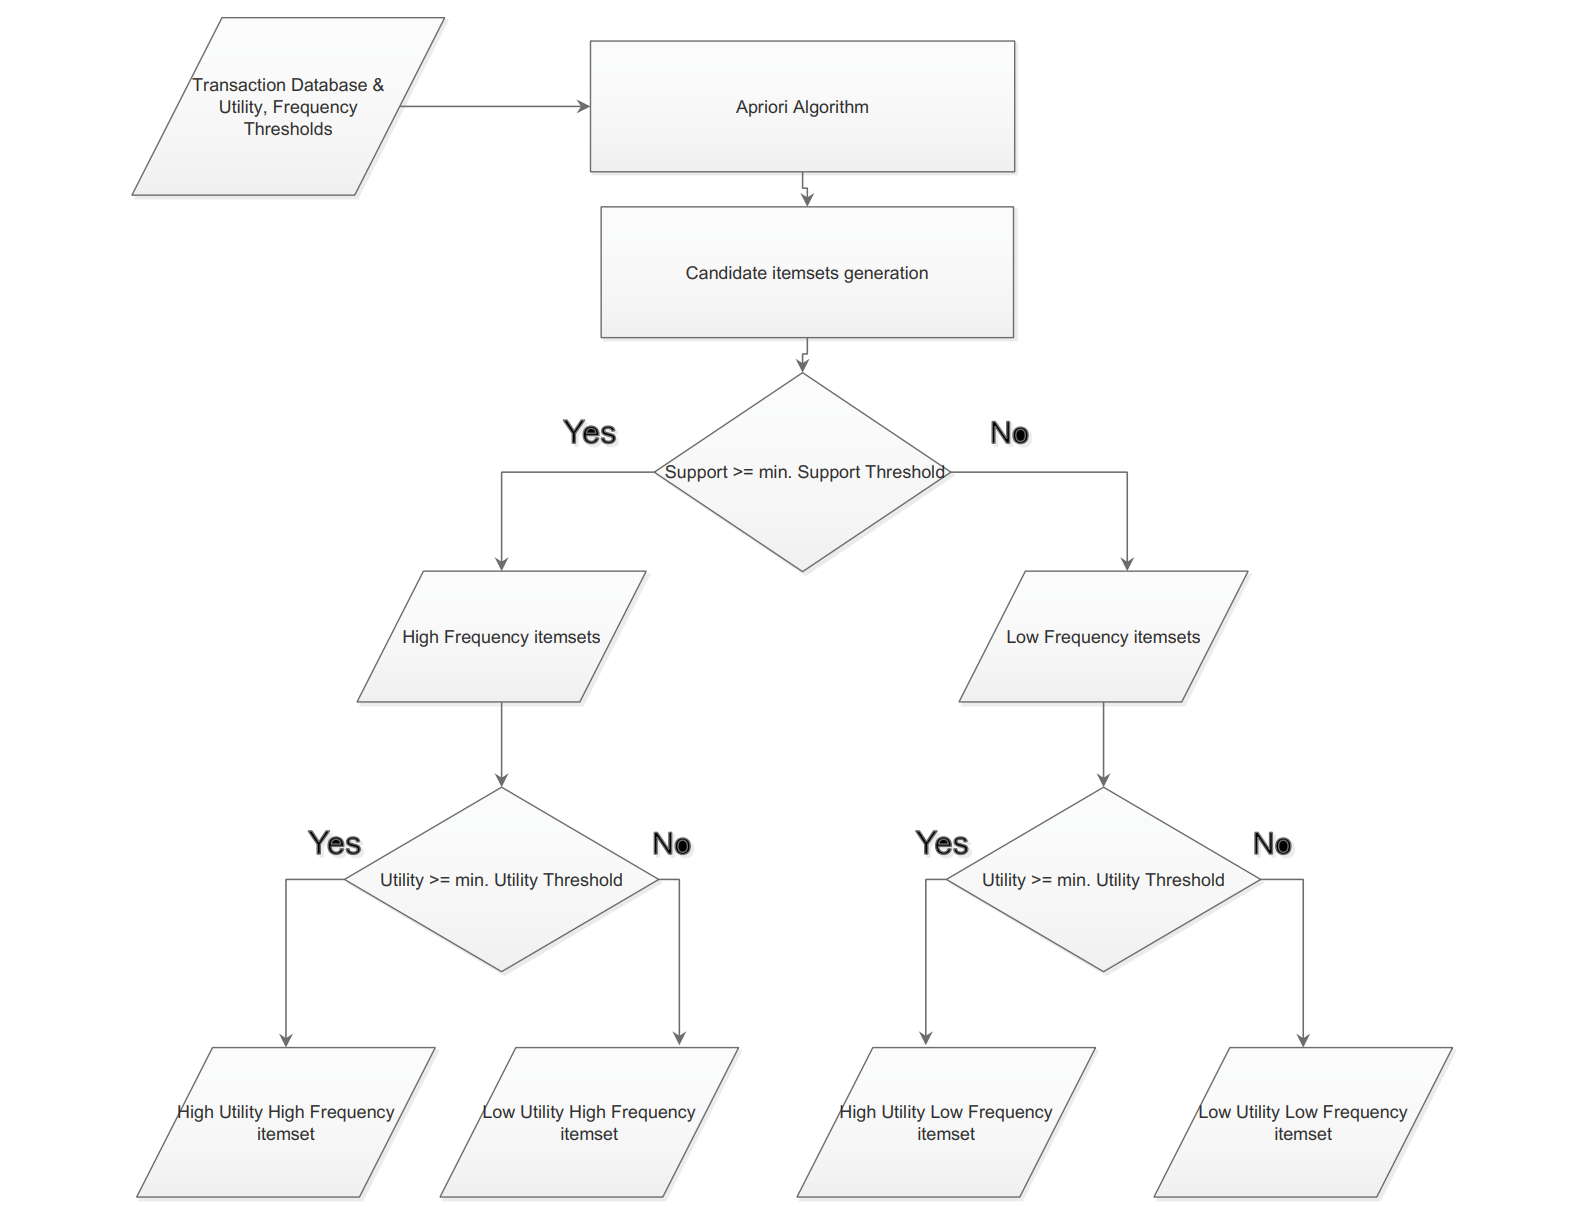 Transaction Database &
Utility, Frequency
Thresholds
Apriori Algorithm
Candidate itemsets generation
Yes
No
Support >= min. Support Threshold
High Frequency itemsets
Low Frequency itemsets
Yes
No
Yes
No
Utility >= min. Utility Threshold
Utility >= min. Utility Threshold
High Utility High Frequency
itemset
Low Utility High Frequency
itemset
High Utility Low Frequency
itemset
Low Utility Low Frequency
itemset